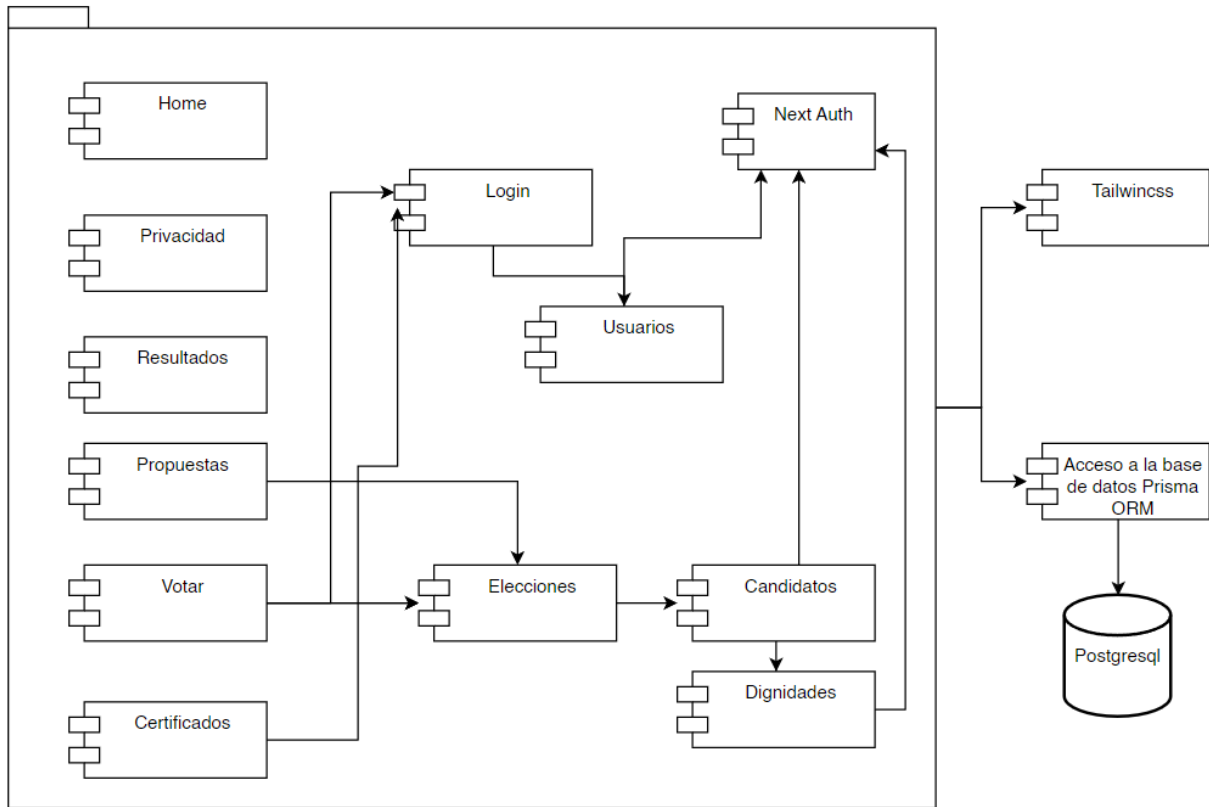 Home
Next Auth
Login
Tailwincss
Privacidad
Usuarios
Resultados
Propuestas
Acceso a la base
de datos Prisma
ORM
Votar
Elecciones
Candidatos
Postgresql
Dignidades
Certificados